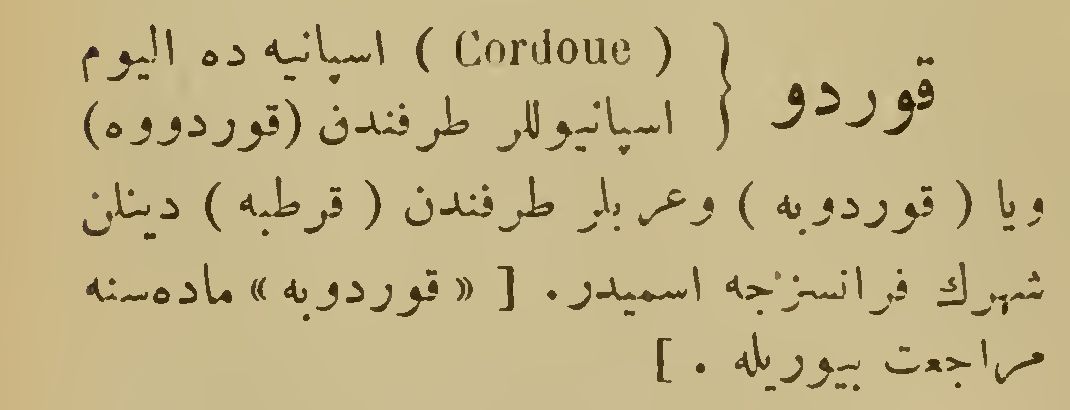 قوردو { ( Cordoue ) اسپانیه ده الیوم
اسپانیوللر طرفندن (قوردووه)
ویا ( قوردوبه ) وعربلر طرفندن ( قرطبه ) دینلن
شهرك فرانسزجه اسمیدر. [ « قوردوبه » ماده‌سنه
مراجعت بیوریله . ]